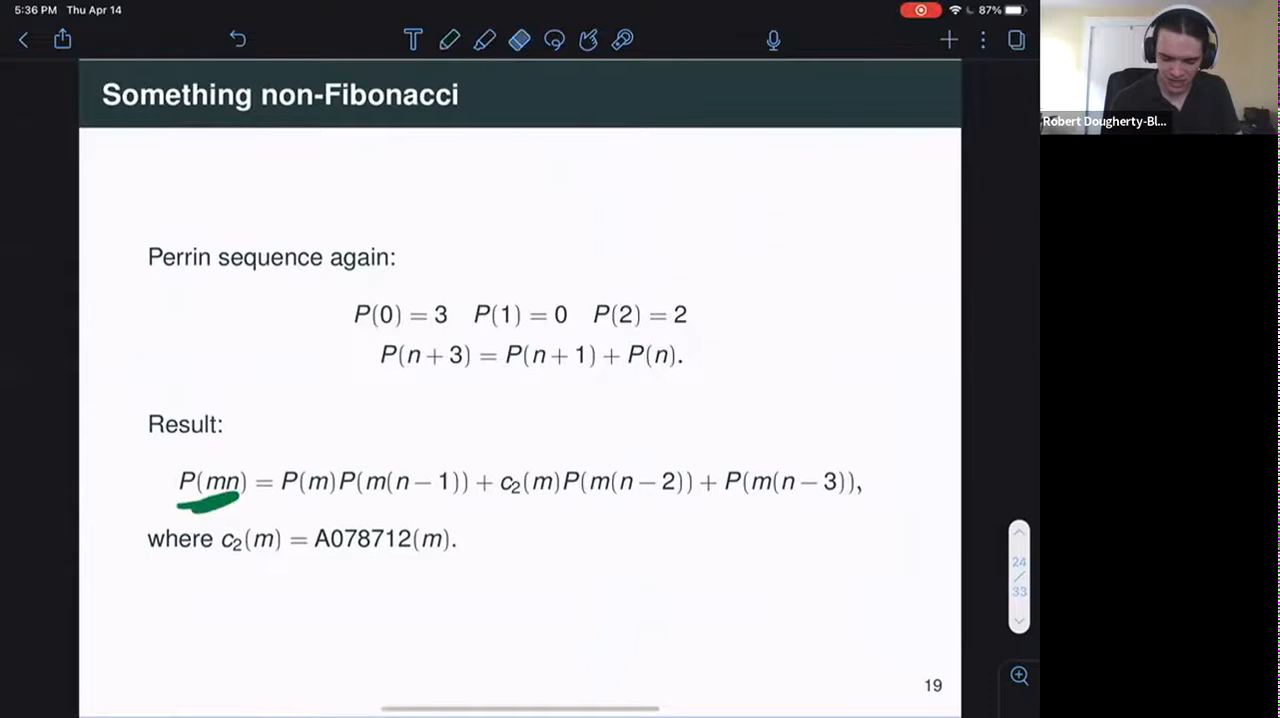 5:36 PM Thu Apr 14
87%
T
Something non-Fibonacci
Robert Dougherty-Bl...
Perrin sequence again:
P(0) = 3 P(1) = 0 P(2) = 2
P(n + 3) = P(n + 1) + P(n).
Result:
P(mn) = P(m)P(m(n − 1)) + c₂(m)P(m(n − 2)) + P(m(n − 3)),
where c₂(m) = A078712(m).
24
/
33
19